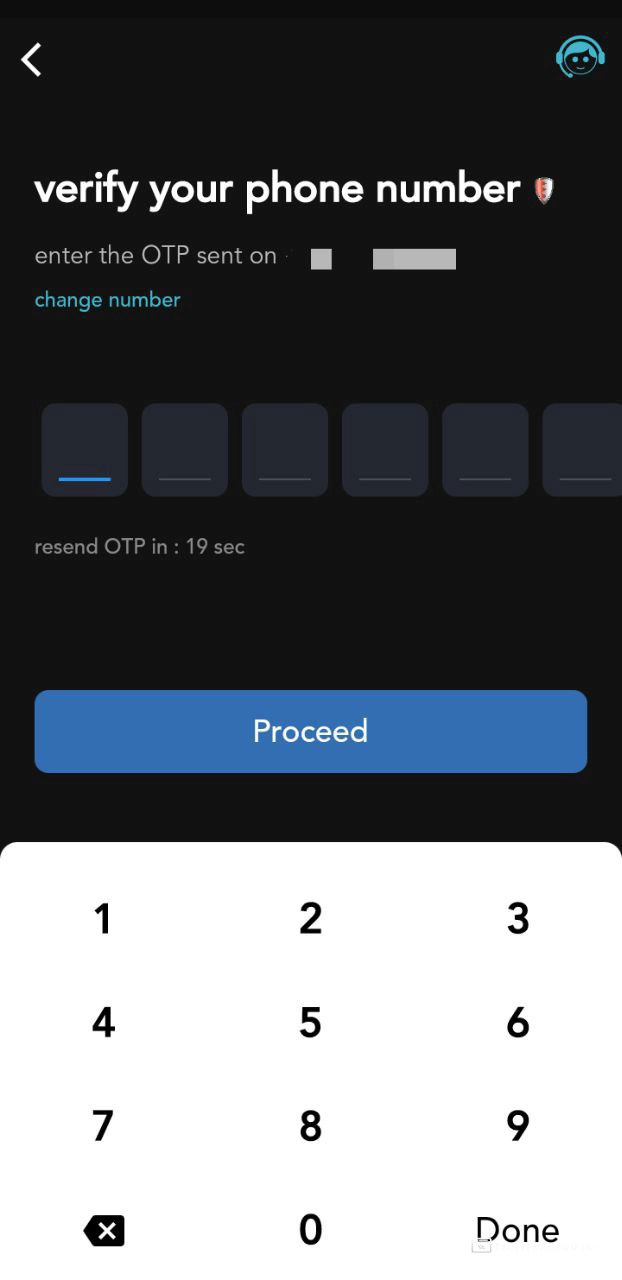 verify your phone number
enter the OTP sent on
change number
resend OTP in : 19 sec
Proceed
1 2 3
4 5 6
7 8 9
0 Done